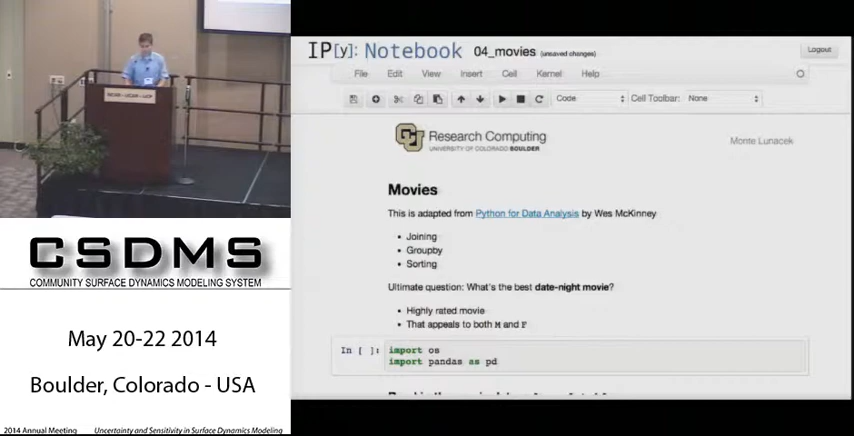 NCAR-UCAR-UCP
CSDMS
COMMUNITY SURFACE DYNAMICS MODELING SYSTEM
May 20-22 2014
Boulder, Colorado - USA
2014 Annual Meeting Uncertainty and Sensitivity in Surface Dynamics Modeling
IP[y]: Notebook 04_movies (unsaved changes) Logout
File Edit View Insert Cell Kernel Help
Code Cell Toolbar: None
CU Research Computing
UNIVERSITY OF COLORADO BOULDER
Monte Lunacek
Movies
This is adapted from Python for Data Analysis by Wes McKinney
• Joining
• Groupby
• Sorting
Ultimate question: What's the best date-night movie?
• Highly rated movie
• That appeals to both M and F
In [ ]: import os
import pandas as pd